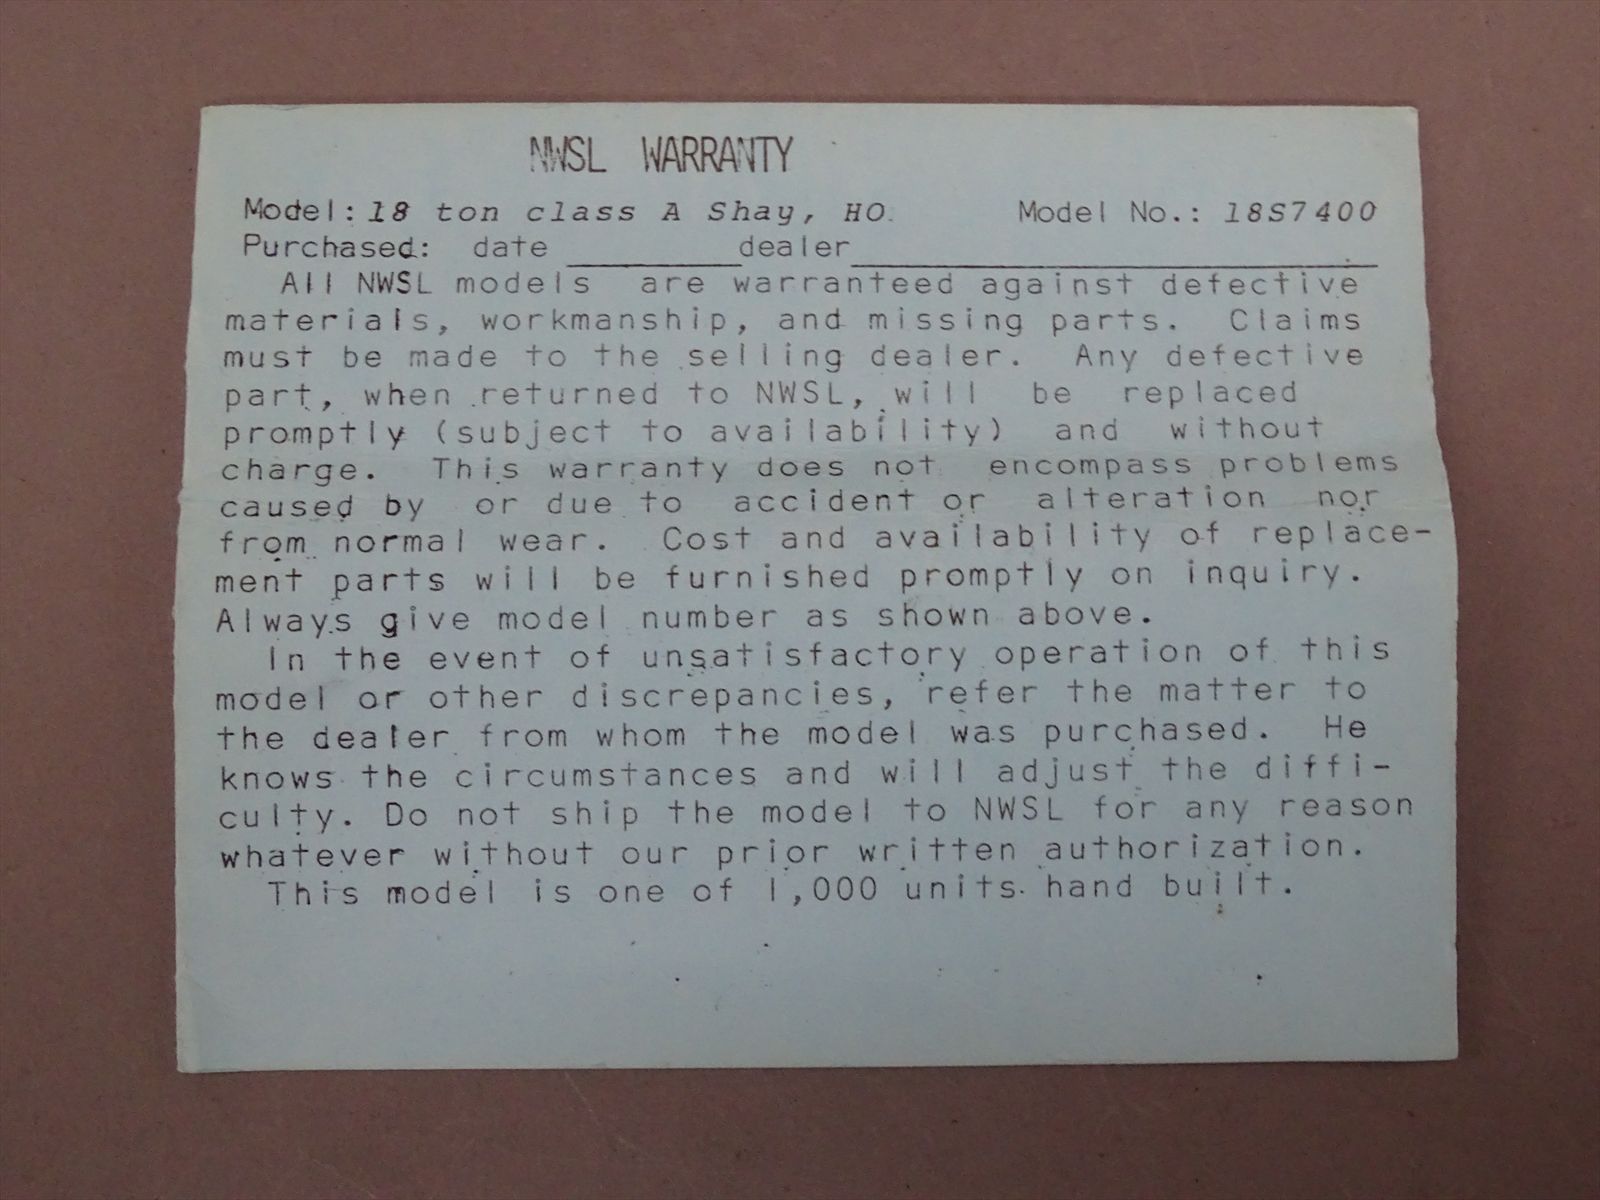 NWSL WARRANTY
Model: 18 ton class A Shay, HO Model No.: 18S7400
Purchased: date ________ dealer________________________
All NWSL models are warranteed against defective
materials, workmanship, and missing parts. Claims
must be made to the selling dealer. Any defective
part, when returned to NWSL, will be replaced
promptly (subject to availability) and without
charge. This warranty does not encompass problems
caused by or due to accident or alteration nor
from normal wear. Cost and availability of replace-
ment parts will be furnished promptly on inquiry.
Always give model number as shown above.
In the event of unsatisfactory operation of this
model or other discrepancies, refer the matter to
the dealer from whom the model was purchased. He
knows the circumstances and will adjust the diffi-
culty. Do not ship the model to NWSL for any reason
whatever without our prior written authorization.
This model is one of 1,000 units hand built.